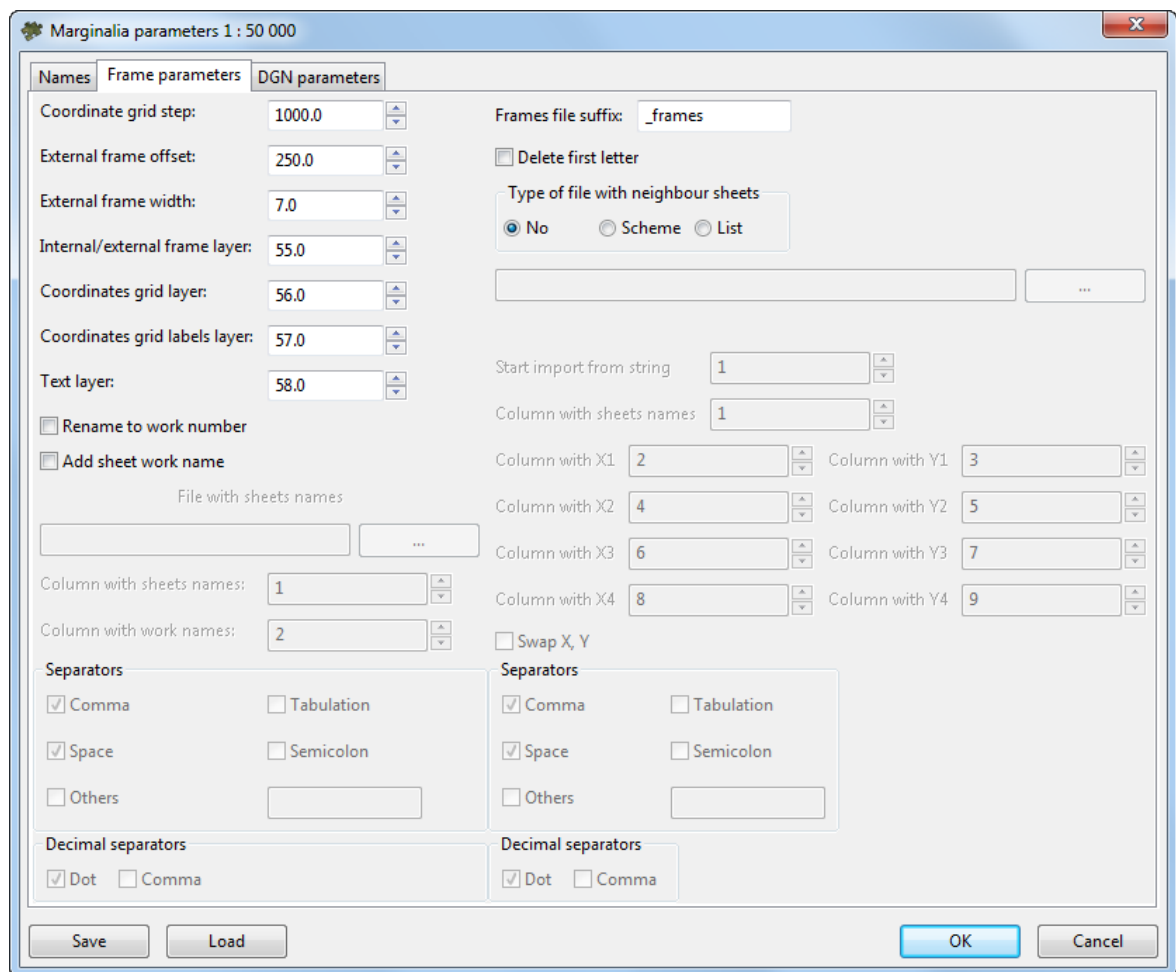 Marginalia parameters 1 : 50 000
Names Frame parameters DGN parameters
Coordinate grid step: 1000.0
External frame offset: 250.0
External frame width: 7.0
Internal/external frame layer: 55.0
Coordinates grid layer: 56.0
Coordinates grid labels layer: 57.0
Text layer: 58.0
Rename to work number
Add sheet work name
File with sheets names
...
Column with sheets names: 1
Column with work names: 2
Separators
Comma Tabulation
Space Semicolon
Others
Decimal separators
Dot Comma
Frames file suffix: _frames
Delete first letter
Type of file with neighbour sheets
No Scheme List
...
Start import from string 1
Column with sheets names 1
Column with X1 2 Column with Y1 3
Column with X2 4 Column with Y2 5
Column with X3 6 Column with Y3 7
Column with X4 8 Column with Y4 9
Swap X, Y
Separators
Comma Tabulation
Space Semicolon
Others
Decimal separators
Dot Comma
Save Load OK Cancel